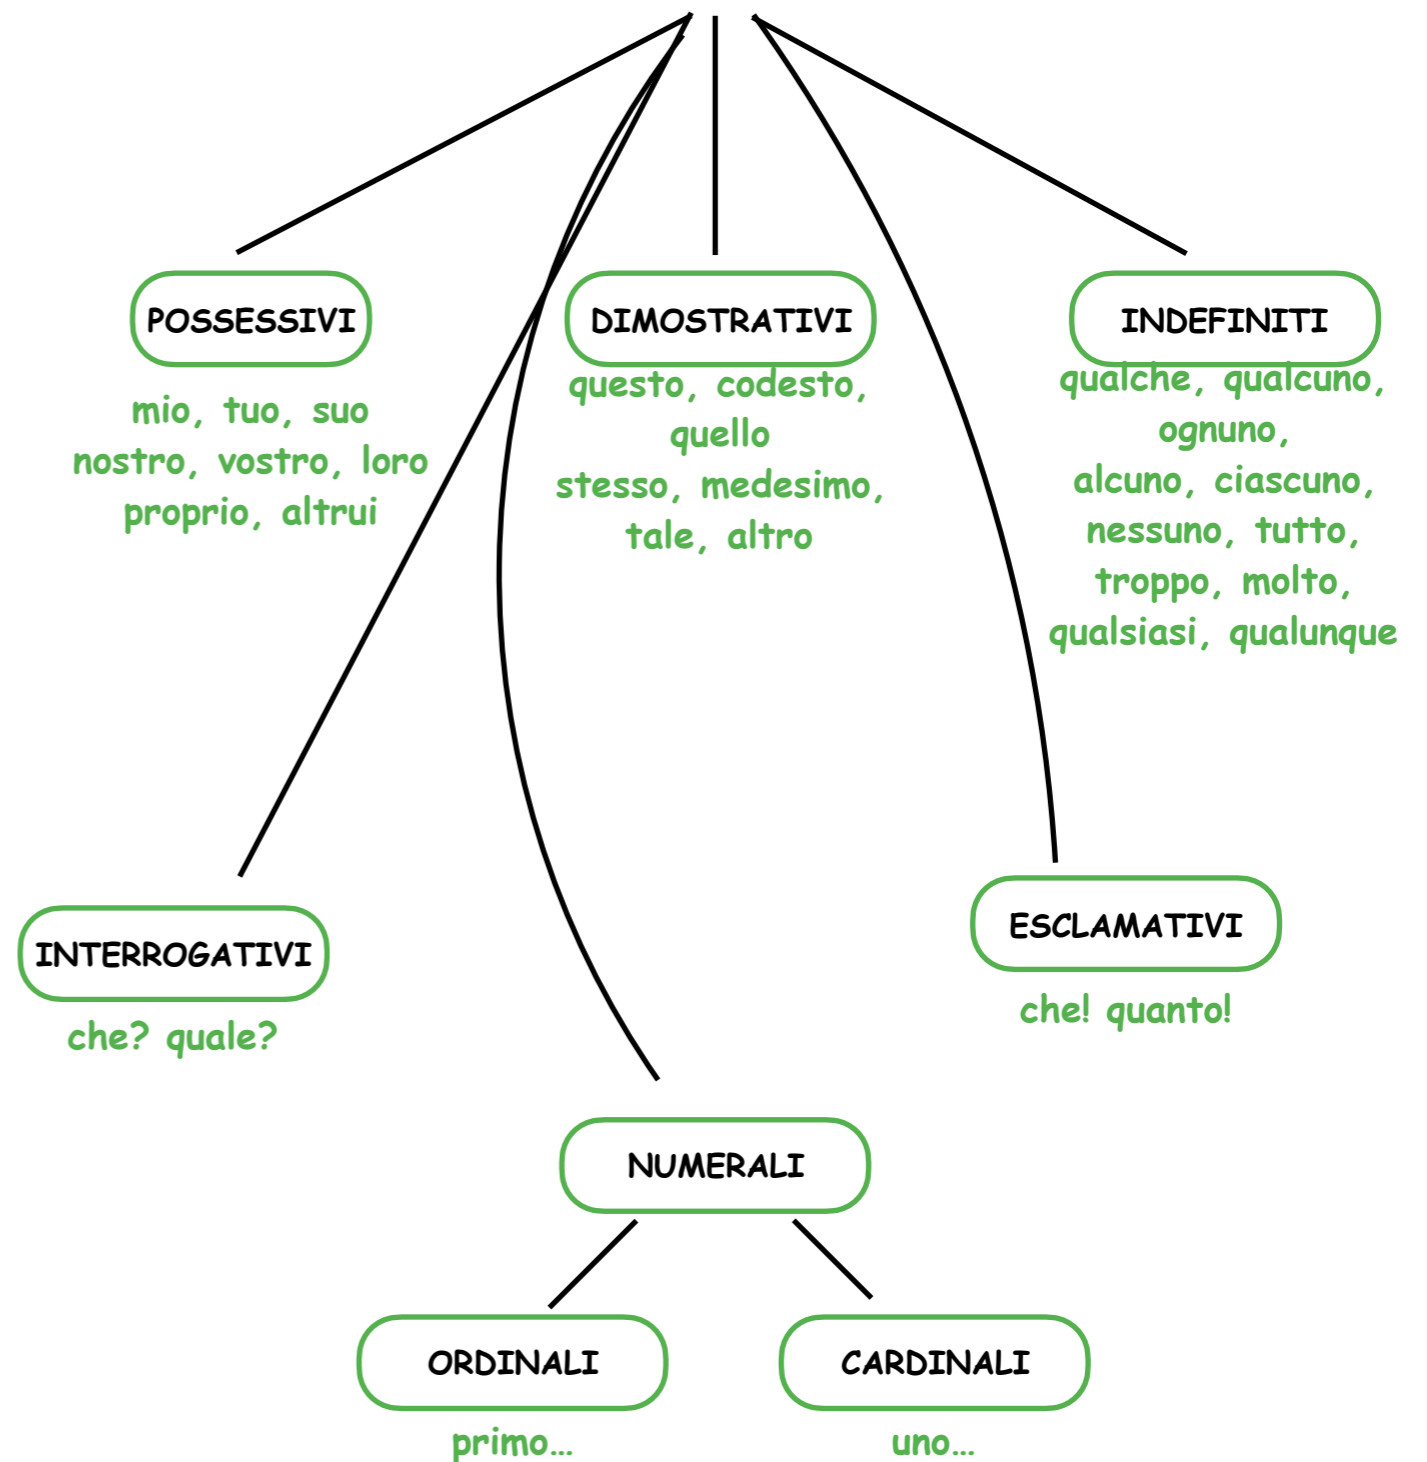 POSSESSIVI
mio, tuo, suo
nostro, vostro, loro
proprio, altrui
DIMOSTRATIVI
questo, codesto,
quello
stesso, medesimo,
tale, altro
INDEFINITI
qualche, qualcuno,
ognuno,
alcuno, ciascuno,
nessuno, tutto,
troppo, molto,
qualsiasi, qualunque
INTERROGATIVI
che? quale?
ESCLAMATIVI
che! quanto!
NUMERALI
ORDINALI
primo...
CARDINALI
uno...